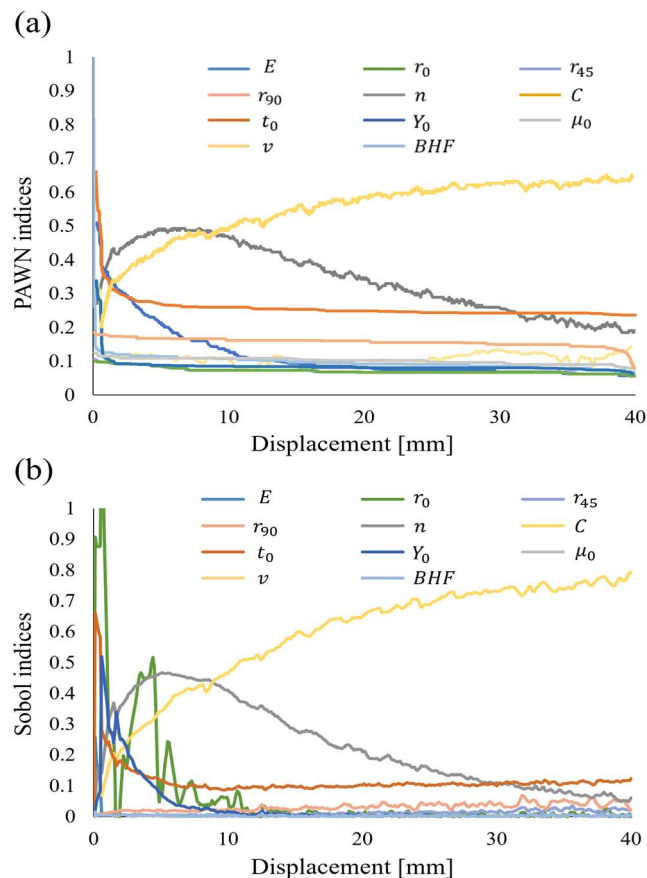 (a)
E r₀ r₄₅
r₉₀ n C
t₀ Y₀ μ₀
v BHF
PAWN indices
1
0.9
0.8
0.7
0.6
0.5
0.4
0.3
0.2
0.1
0
0 10 20 30 40
Displacement [mm]
(b)
E r₀ r₄₅
r₉₀ n C
t₀ Y₀ μ₀
v BHF
Sobol indices
1
0.9
0.8
0.7
0.6
0.5
0.4
0.3
0.2
0.1
0
0 10 20 30 40
Displacement [mm]